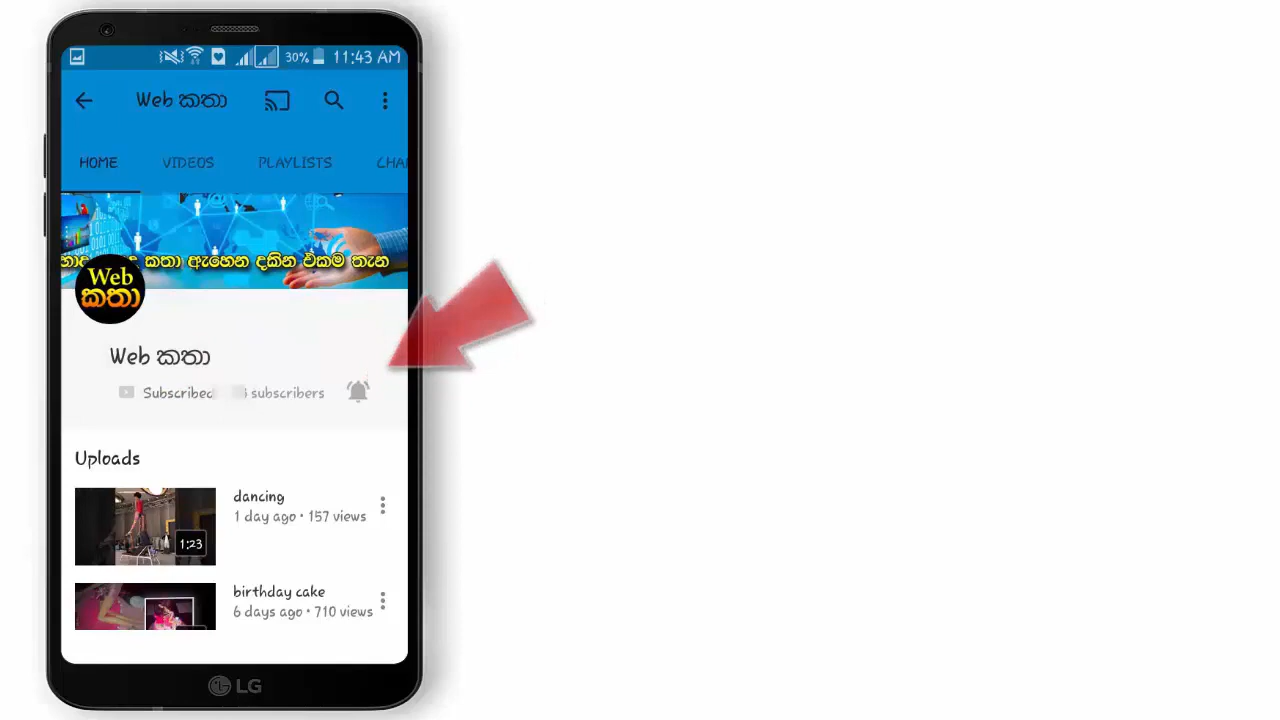 30% 11:43 AM
Web කතා
HOME VIDEOS PLAYLISTS
කතා ඇහෙන දකින එකම තැන
Web
කතා
Web කතා
Subscribed subscribers
Uploads
dancing
1 day ago • 157 views
1:23
birthday cake
6 days ago • 710 views
LG